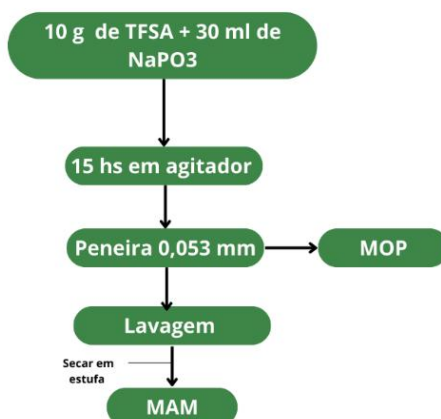 10 g de TFSA + 30 ml de
NaPO3
15 hs em agitador
Peneira 0,053 mm
MOP
Lavagem
Secar em
estufa
MAM